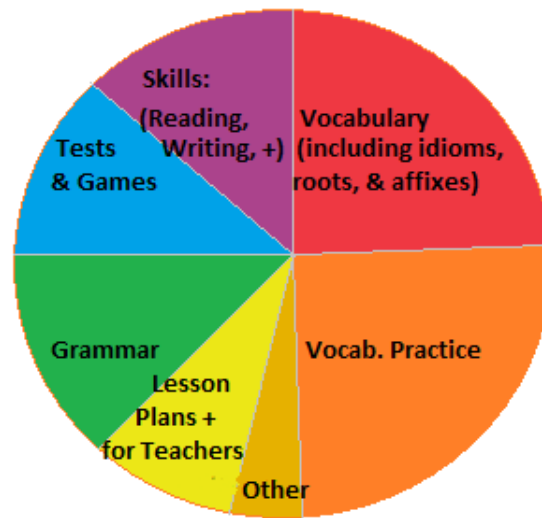 Skills:
(Reading,
Writing, +)
Vocabulary
(including idioms,
roots, & affixes)
Tests
& Games
Grammar
Vocab. Practice
Lesson
Plans +
for Teachers
Other